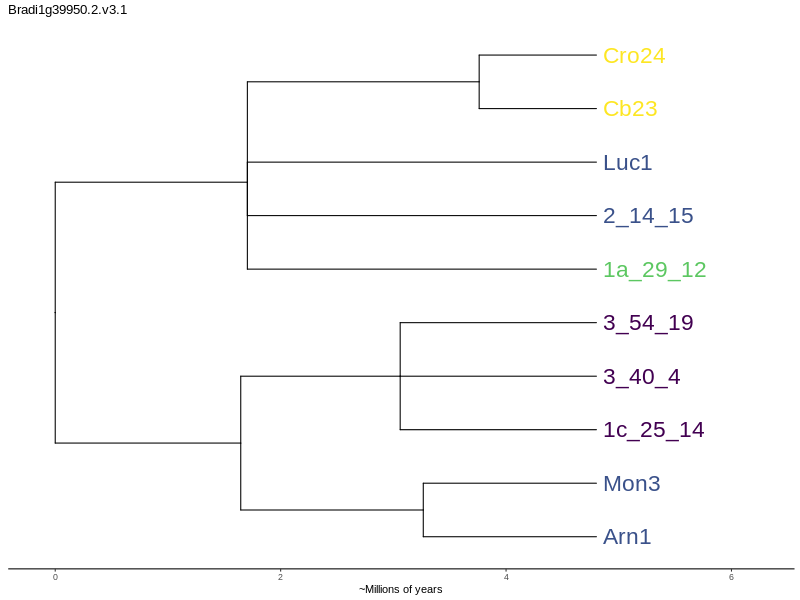 Bradi1g39950.2.v3.1
Cro24
Cb23
Luc1
2_14_15
1a_29_12
3_54_19
3_40_4
1c_25_14
Mon3
Arn1
0 2 4 6
~Millions of years